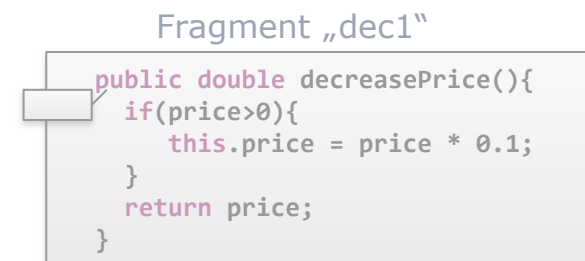 Fragment „dec1“
public double decreasePrice(){
if(price>0){
this.price = price * 0.1;
}
return price;
}